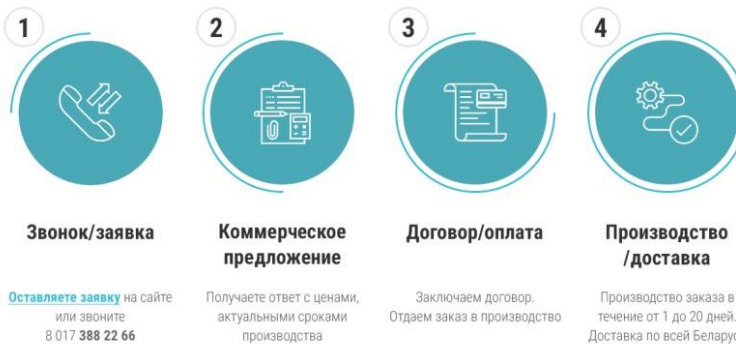 1
Звонок/заявка
Оставляете заявку на сайте
или звоните
8 017 388 22 66
2
Коммерческое
предложение
Получаете ответ с ценами,
актуальными сроками
производства
3
Договор/оплата
Заключаем договор.
Отдаем заказ в производство
4
Производство
/доставка
Производство заказа в
течение от 1 до 20 дней.
Доставка по всей Беларус